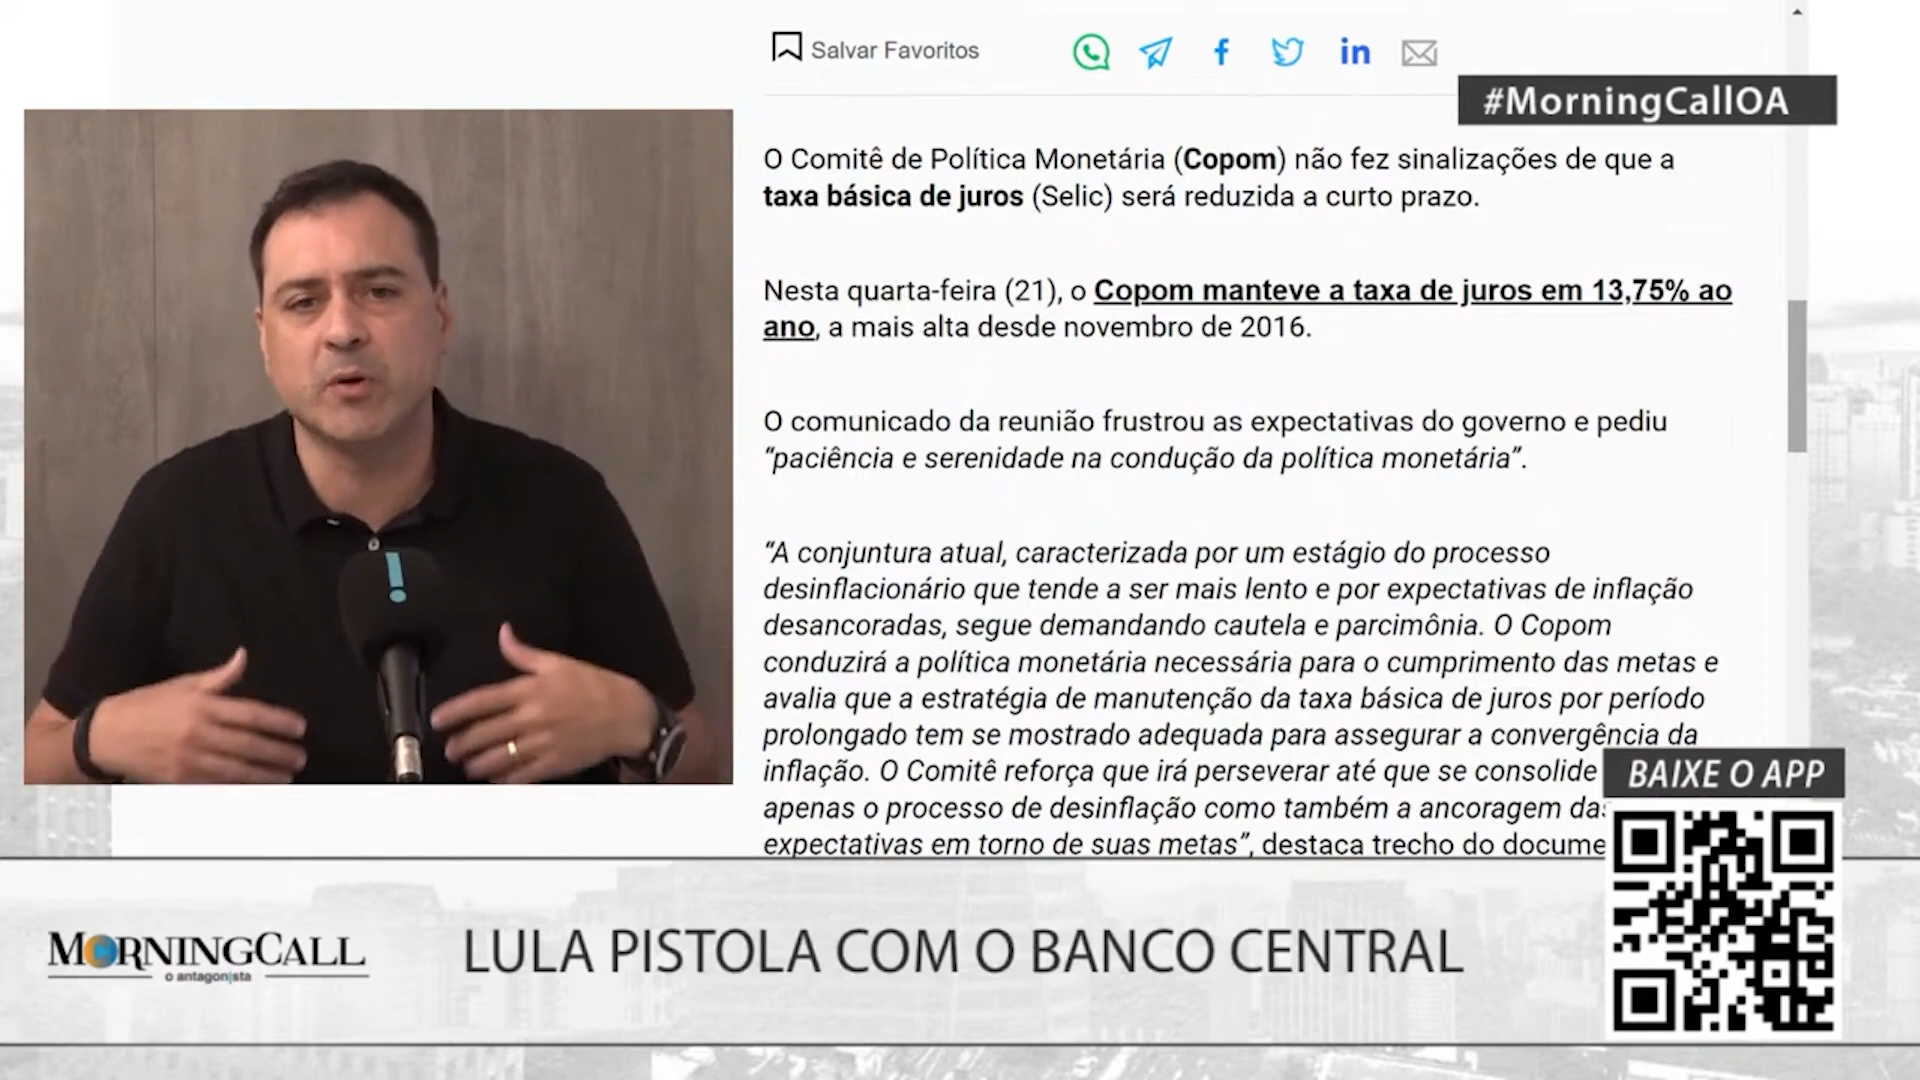 Salvar Favoritos
#MorningCallOA
O Comitê de Política Monetária (Copom) não fez sinalizações de que a
taxa básica de juros (Selic) será reduzida a curto prazo.
Nesta quarta-feira (21), o Copom manteve a taxa de juros em 13,75% ao
ano, a mais alta desde novembro de 2016.
O comunicado da reunião frustrou as expectativas do governo e pediu
“paciência e serenidade na condução da política monetária”.
“A conjuntura atual, caracterizada por um estágio do processo
desinflacionário que tende a ser mais lento e por expectativas de inflação
desancoradas, segue demandando cautela e parcimônia. O Copom
conduzirá a política monetária necessária para o cumprimento das metas e
avalia que a estratégia de manutenção da taxa básica de juros por período
prolongado tem se mostrado adequada para assegurar a convergência da
inflação. O Comitê reforça que irá perseverar até que se consolide
apenas o processo de desinflação como também a ancoragem das
expectativas em torno de suas metas”, destaca trecho do docume
BAIXE O APP
MORNINGCALL
o antagonista
LULA PISTOLA COM O BANCO CENTRAL